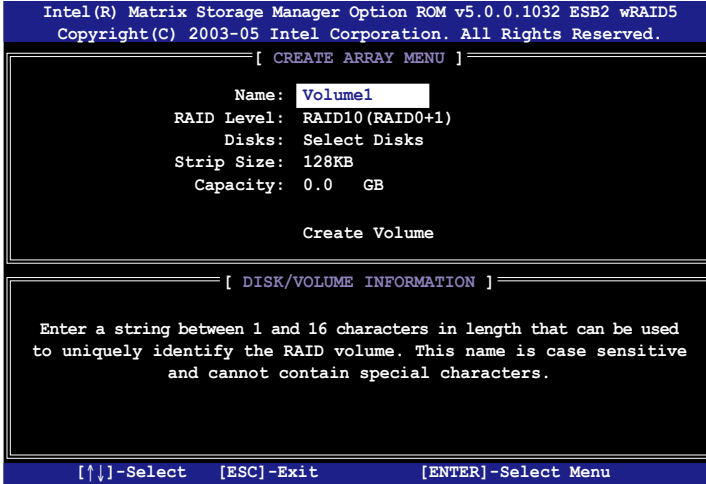 Intel(R) Matrix Storage Manager Option ROM v5.0.0.1032 ESB2 wRAID5
Copyright(C) 2003-05 Intel Corporation. All Rights Reserved.
[ CREATE ARRAY MENU ]
Name: Volume1
RAID Level: RAID10(RAID0+1)
Disks: Select Disks
Strip Size: 128KB
Capacity: 0.0 GB
Create Volume
[ DISK/VOLUME INFORMATION ]
Enter a string between 1 and 16 characters in length that can be used
to uniquely identify the RAID volume. This name is case sensitive
and cannot contain special characters.
[↑↓]-Select [ESC]-Exit [ENTER]-Select Menu